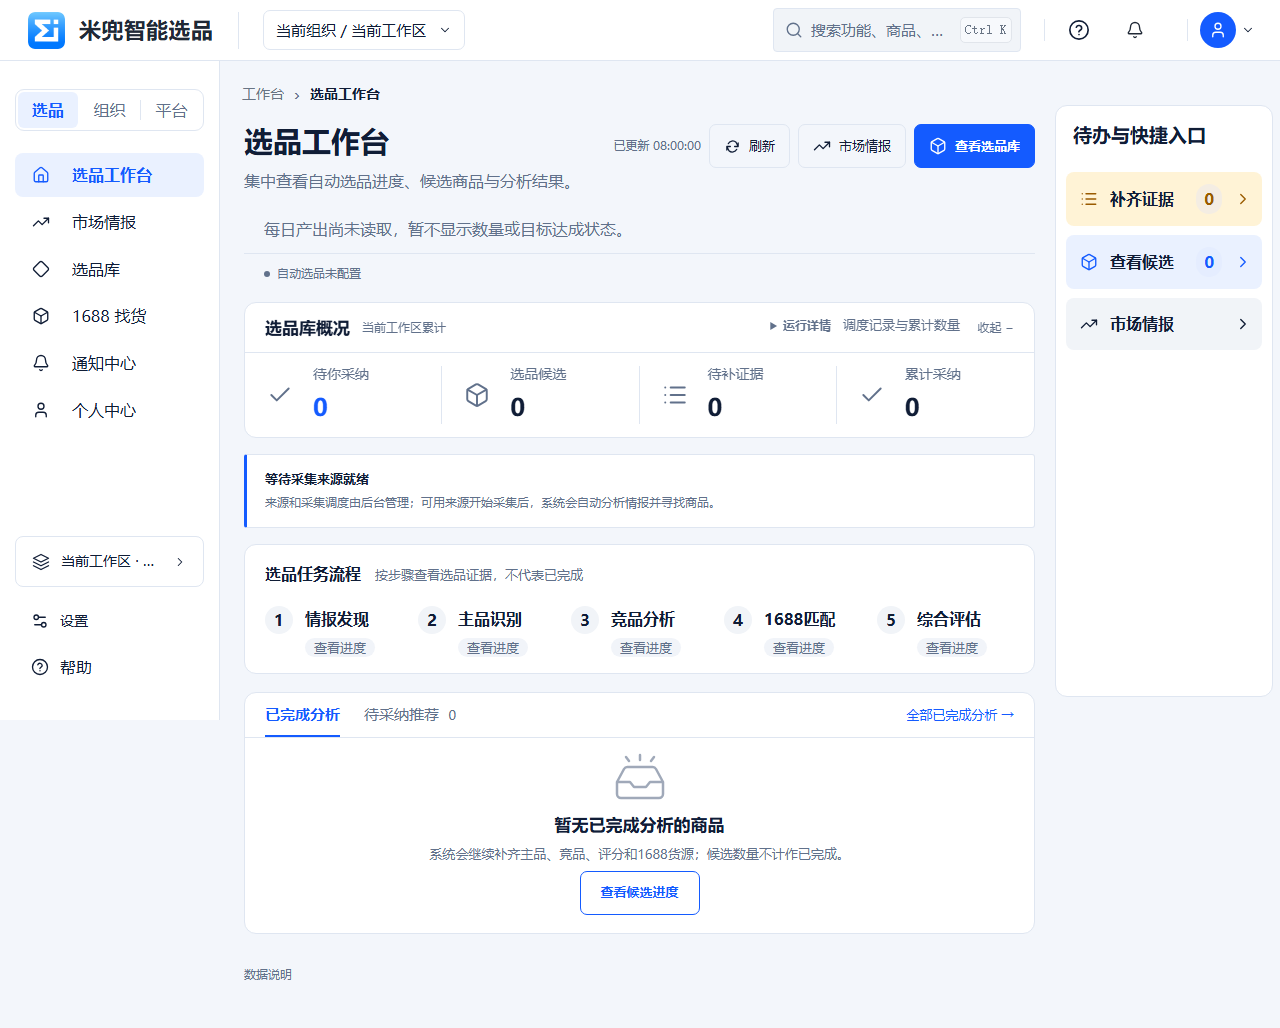 米兜智能选品
当前组织 / 当前工作区
搜索功能、商品、... Ctrl K
选品 组织 平台
选品工作台
市场情报
选品库
1688 找货
通知中心
个人中心
当前工作区 · ...
设置
帮助
工作台 › 选品工作台
选品工作台
已更新 08:00:00
刷新
市场情报
查看选品库
集中查看自动选品进度、候选商品与分析结果。
每日产出尚未读取，暂不显示数量或目标达成状态。
自动选品未配置
选品库概况 当前工作区累计
运行详情 调度记录与累计数量 收起 −
待你采纳
0
选品候选
0
待补证据
0
累计采纳
0
等待采集来源就绪
来源和采集调度由后台管理；可用来源开始采集后，系统会自动分析情报并寻找商品。
选品任务流程 按步骤查看选品证据，不代表已完成
1 情报发现
查看进度
2 主品识别
查看进度
3 竞品分析
查看进度
4 1688匹配
查看进度
5 综合评估
查看进度
已完成分析 待采纳推荐 0
全部已完成分析 →
暂无已完成分析的商品
系统会继续补齐主品、竞品、评分和1688货源；候选数量不计作已完成。
查看候选进度
数据说明
待办与快捷入口
补齐证据 0
查看候选 0
市场情报